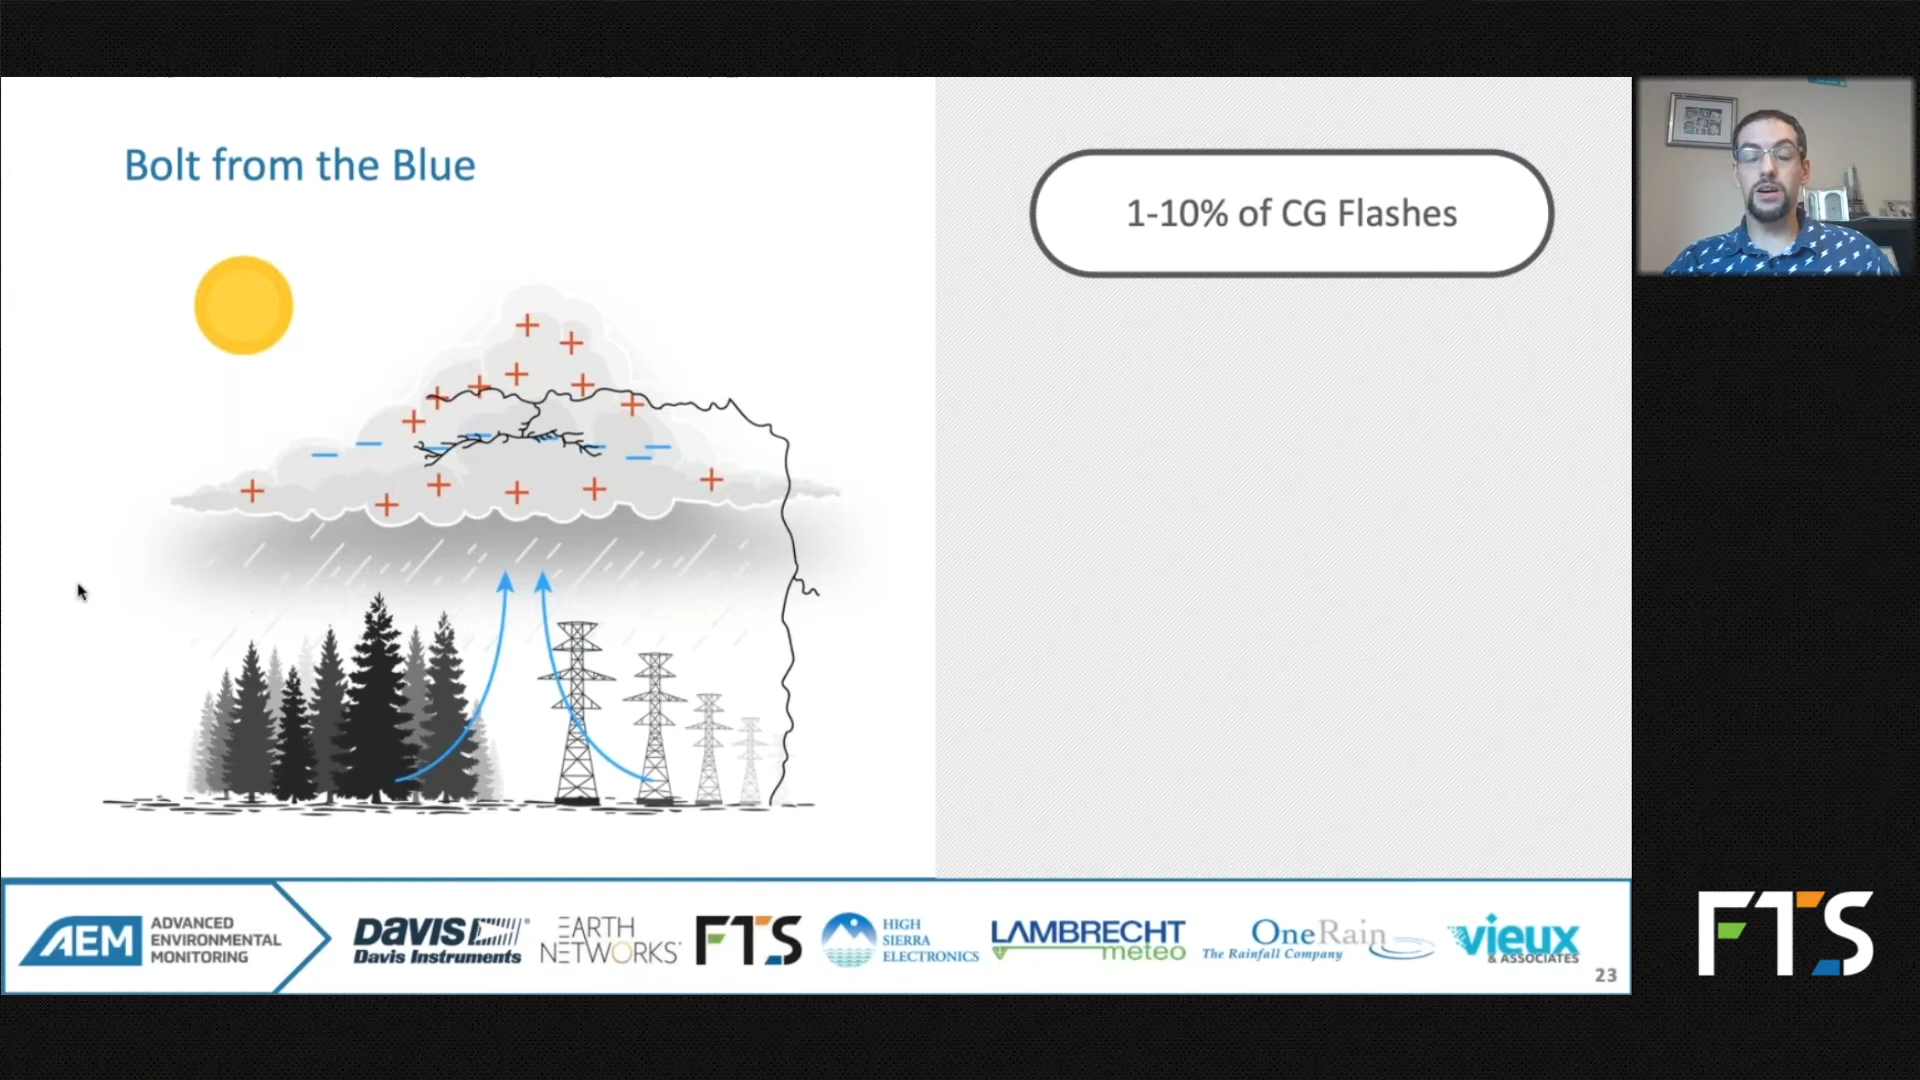 Bolt from the Blue
1-10% of CG Flashes
AEM
ADVANCED
ENVIRONMENTAL
MONITORING
DAVIS
Davis Instruments
EARTH
NETWORKS
FTS
HIGH
SIERRA
ELECTRONICS
LAMBRECHT
meteo
OneRain
The Rainfall Company
vieux
& ASSOCIATES
23
FTS